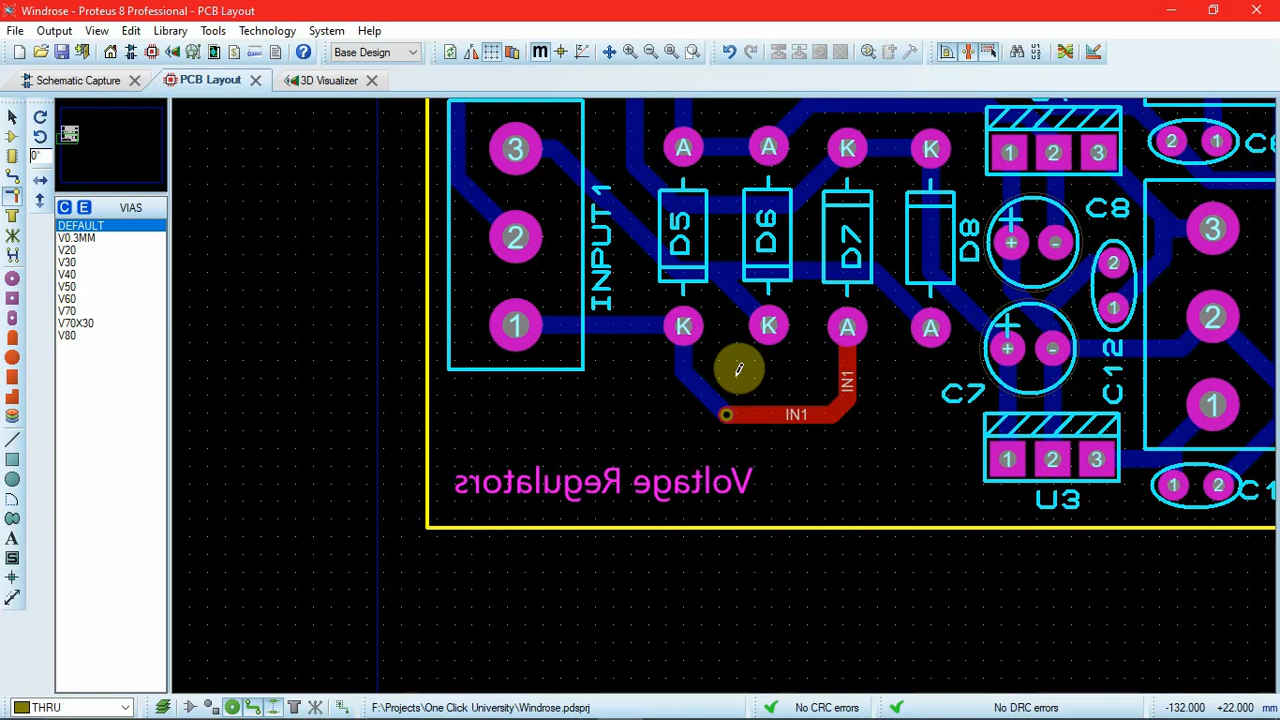 Windrose - Proteus 8 Professional - PCB Layout
File Output View Edit Library Tools Technology System Help
Base Design
Schematic Capture
PCB Layout
3D Visualizer
0°
C E VIAS
DEFAULT
V0.3MM
V20
V30
V40
V50
V60
V70
V70X30
V80
3
2
1
INPUT1
A A K K
D5 D6 D7 D8
K K A A
IN1
IN1
1 2 3
2 1
C8
+ -
2
1
C7
+ -
C12
3
2
1
1 2 3
U3
1 2
Voltage Regulators
THRU
F:\Projects\One Click University\Windrose.pdsprj
No CRC errors
No DRC errors
-132.000 +22.000 mm